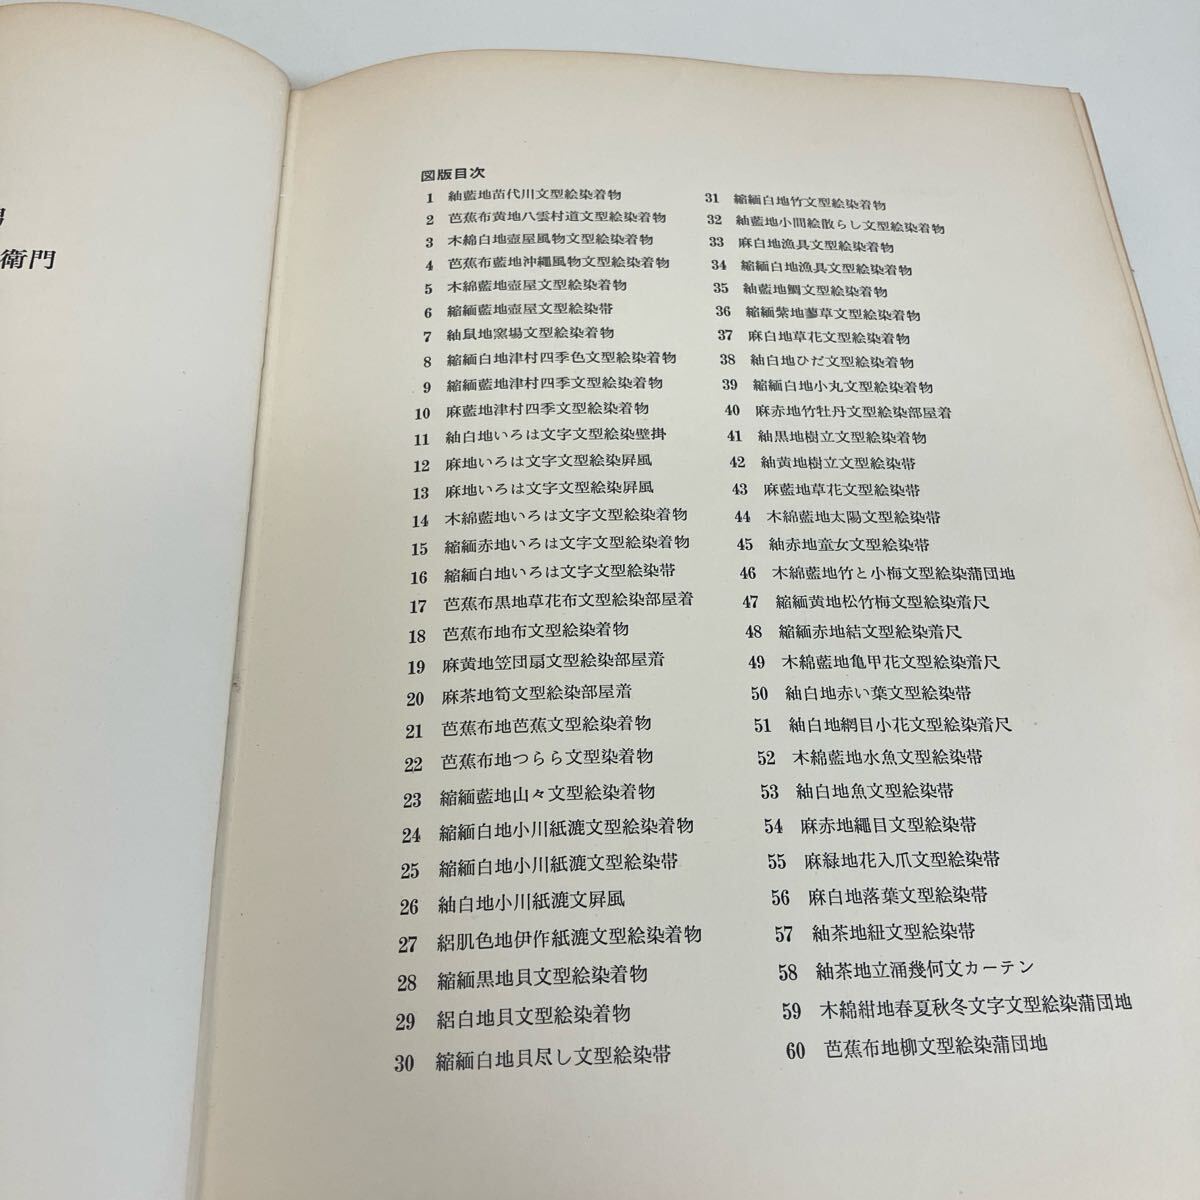 衛門
図版目次
1 紬藍地苗代川文型絵染着物
2 芭蕉布黄地八雲村道文型絵染着物
3 木綿白地壺屋風物文型絵染着物
4 芭蕉布藍地沖縄風物文型絵染着物
5 木綿藍地壺屋文型絵染着物
6 縮緬藍地壺屋文型絵染帯
7 紬鼠地窯場文型絵染着物
8 縮緬白地津村四季色文型絵染着物
9 縮緬藍地津村四季文型絵染着物
10 麻藍地津村四季文型絵染着物
11 紬白地いろは文字文型絵染壁掛
12 麻地いろは文字文型絵染屏風
13 麻地いろは文字文型絵染屏風
14 木綿藍地いろは文字文型絵染着物
15 縮緬赤地いろは文字文型絵染着物
16 縮緬白地いろは文字文型絵染帯
17 芭蕉布黒地草花布文型絵染部屋着
18 芭蕉布地布文型絵染着物
19 麻黄地笠団扇文型絵染部屋着
20 麻茶地筍文型絵染部屋着
21 芭蕉布地芭蕉文型絵染着物
22 芭蕉布地つらら文型染着物
23 縮緬藍地山々文型絵染着物
24 縮緬白地小川紙漉文型絵染着物
25 縮緬白地小川紙漉文型絵染帯
26 紬白地小川紙漉文屏風
27 絽肌色地伊作紙漉文型絵染着物
28 縮緬黒地貝文型絵染着物
29 絽白地貝文型絵染着物
30 縮緬白地貝尽し文型絵染帯
31 縮緬白地竹文型絵染着物
32 紬藍地小間絵散らし文型絵染着物
33 麻白地漁具文型絵染着物
34 縮緬白地漁具文型絵染着物
35 紬藍地鯛文型絵染着物
36 縮緬紫地蓼草文型絵染着物
37 麻白地草花文型絵染着物
38 紬白地ひだ文型絵染着物
39 縮緬白地小丸文型絵染着物
40 麻赤地竹牡丹文型絵染部屋着
41 紬黒地樹立文型絵染着物
42 紬黄地樹立文型絵染帯
43 麻藍地草花文型絵染帯
44 木綿藍地太陽文型絵染帯
45 紬赤地童女文型絵染帯
46 木綿藍地竹と小梅文型絵染蒲団地
47 縮緬黄地松竹梅文型絵染着尺
48 縮緬赤地結文型絵染着尺
49 木綿藍地亀甲花文型絵染着尺
50 紬白地赤い葉文型絵染帯
51 紬白地網目小花文型絵染着尺
52 木綿藍地水魚文型絵染帯
53 紬白地魚文型絵染帯
54 麻赤地縄目文型絵染帯
55 麻緑地花入爪文型絵染帯
56 麻白地落葉文型絵染帯
57 紬茶地紐文型絵染帯
58 紬茶地立涌幾何文カーテン
59 木綿紺地春夏秋冬文字文型絵染蒲団地
60 芭蕉布地柳文型絵染蒲団地